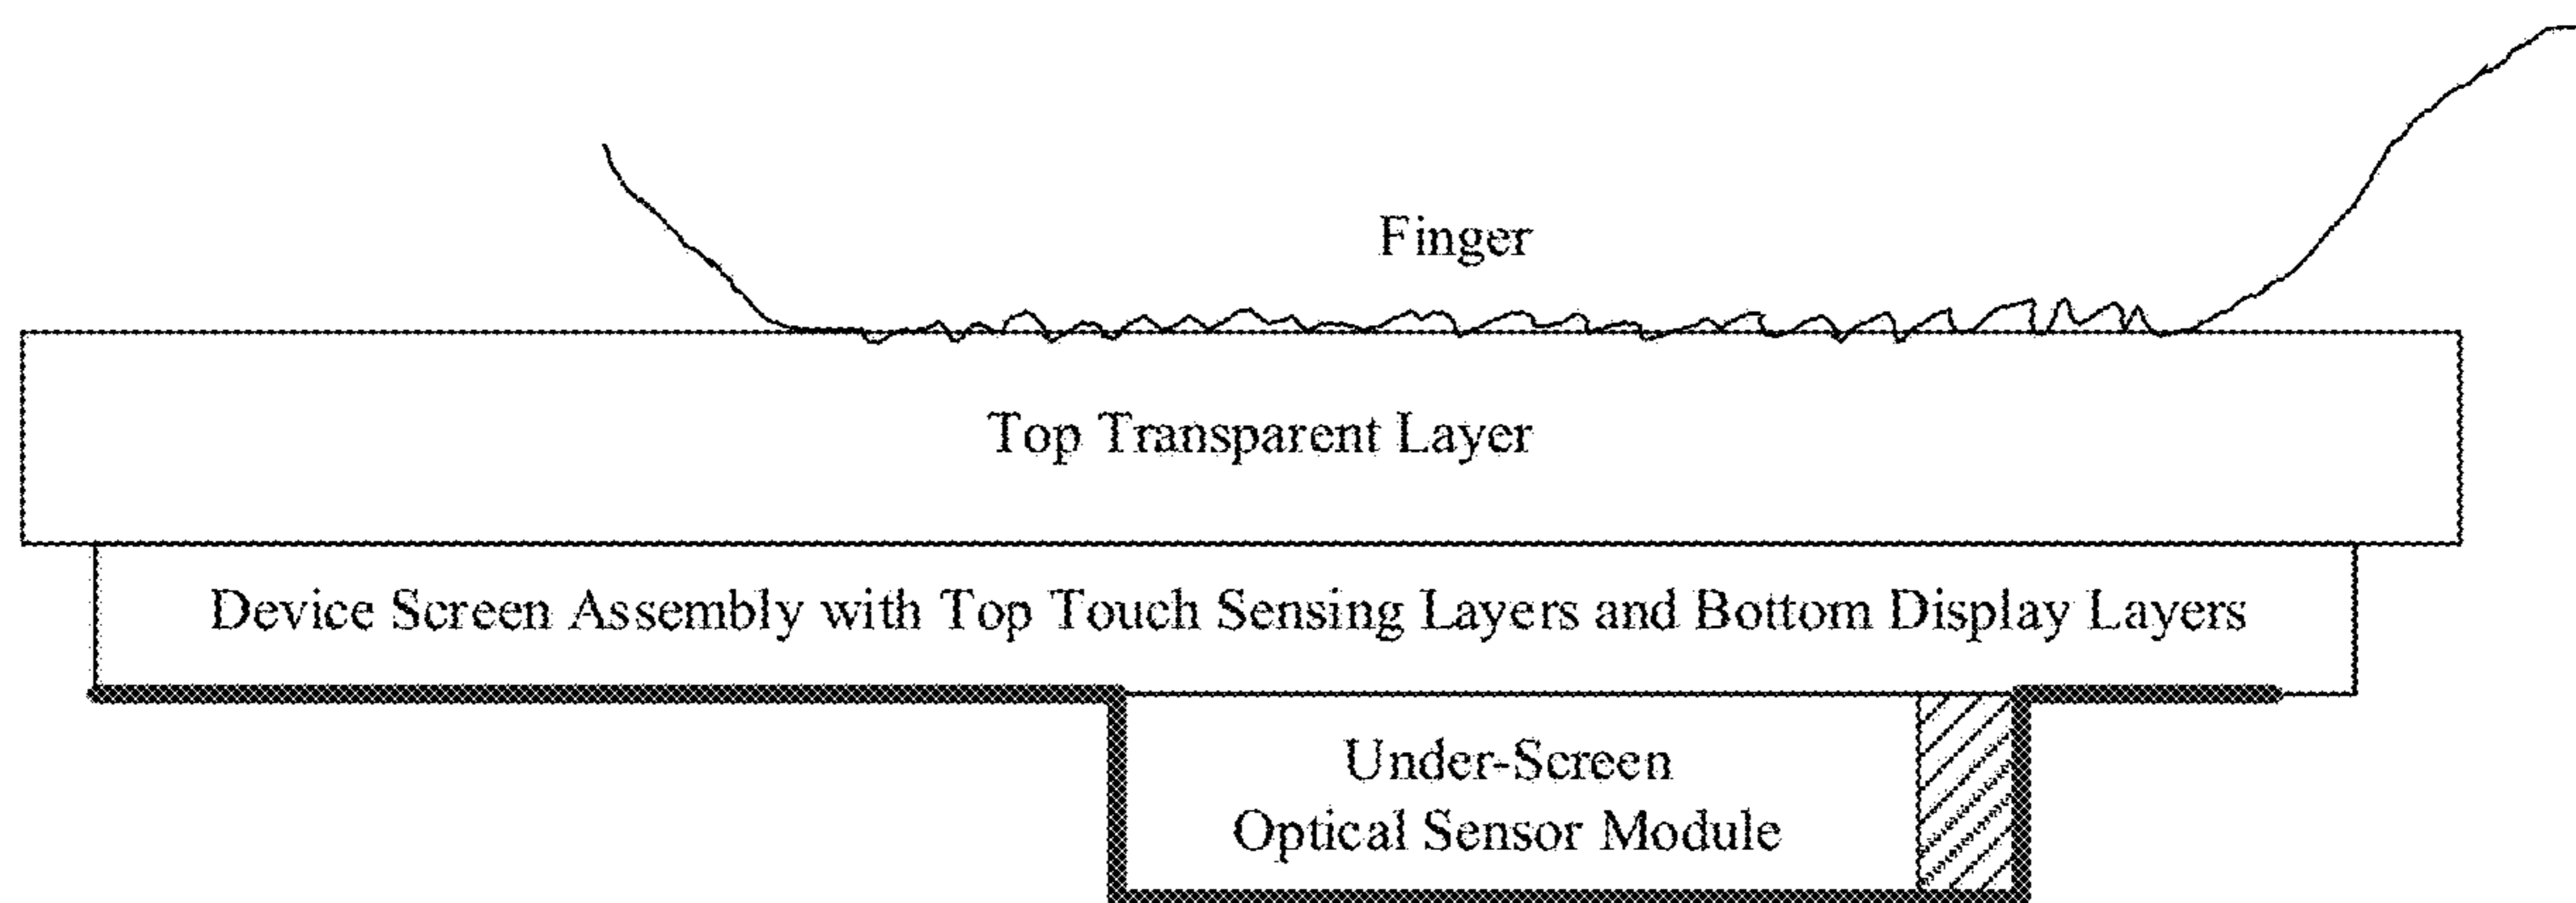 Finger
Top Transparent Layer
Device Screen Assembly with Top Touch Sensing Layers and Bottom Display Layers
Under-Screen
Optical Sensor Module